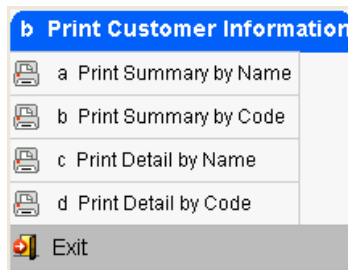 b Print Customer Information
a Print Summary by Name
b Print Summary by Code
c Print Detail by Name
d Print Detail by Code
Exit